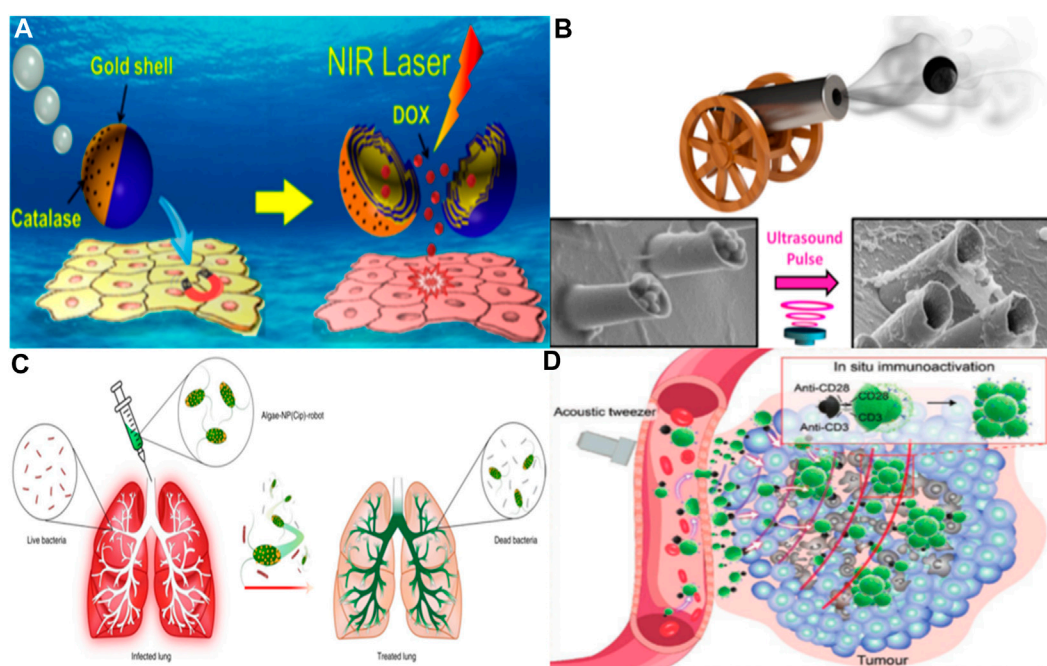 A
Gold shell
Catalase
NIR Laser
DOX
B
Ultrasound
Pulse
C
Algae-NP(Cip)-robot
Live bacteria
Dead bacteria
Infected lung
Treated lung
D
Acoustic tweezer
In situ immunoactivation
Anti-CD28
CD28
CD3
Anti-CD3
Tumour